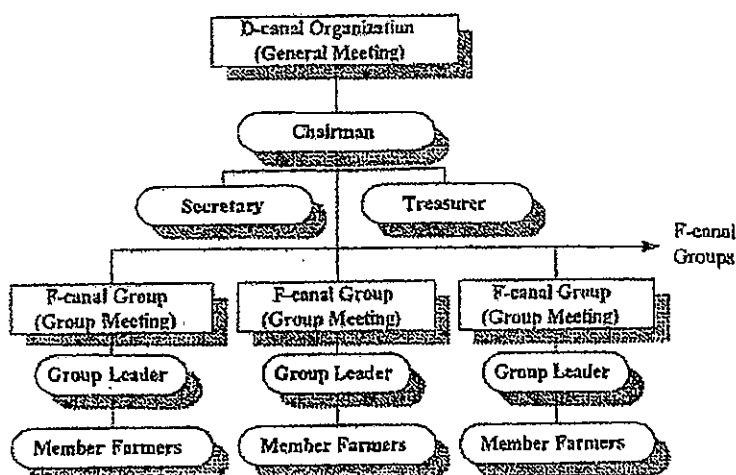 D-canal Organization
(General Meeting)
Chairman
Secretary
Treasurer
F-canal
Groups
F-canal Group
(Group Meeting)
F-canal Group
(Group Meeting)
F-canal Group
(Group Meeting)
Group Leader
Group Leader
Group Leader
Member Farmers
Member Farmers
Member Farmers